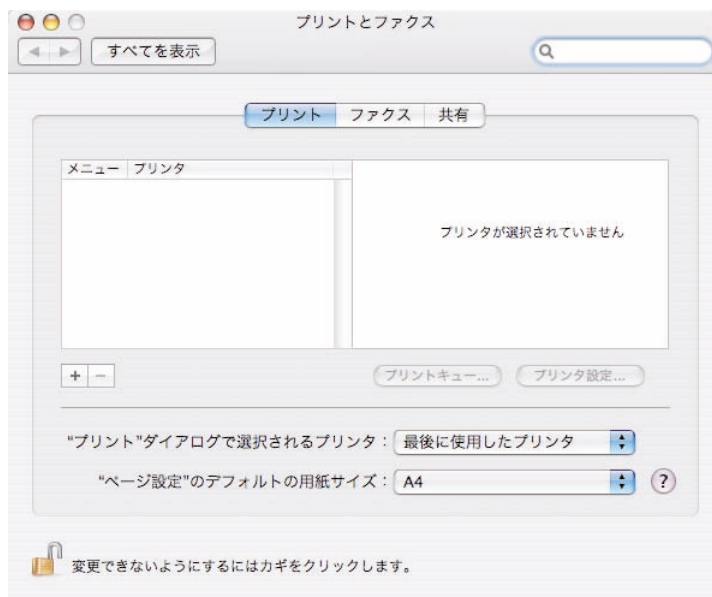 プリントとファクス
すべてを表示
プリント ファクス 共有
メニュー プリンタ
プリンタが選択されていません
+ −
プリントキュー... プリンタ設定...
“プリント”ダイアログで選択されるプリンタ： 最後に使用したプリンタ
“ページ設定”のデフォルトの用紙サイズ： A4 ?
変更できないようにするにはカギをクリックします。